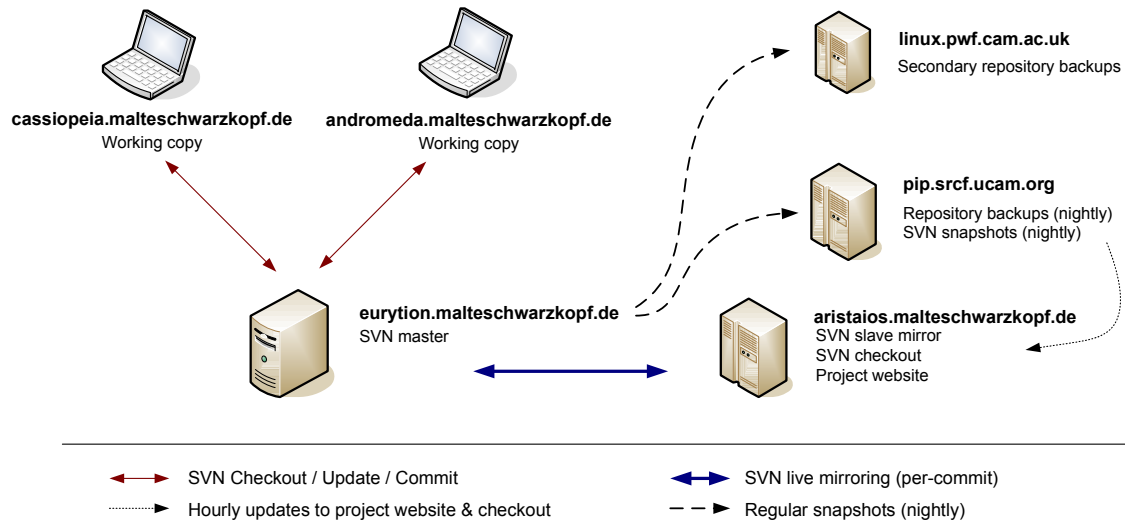 linux.pwf.cam.ac.uk
Secondary repository backups
cassiopeia.malteschwarzkopf.de
Working copy
andromeda.malteschwarzkopf.de
Working copy
pip.srcf.ucam.org
Repository backups (nightly)
SVN snapshots (nightly)
eurytion.malteschwarzkopf.de
SVN master
aristaios.malteschwarzkopf.de
SVN slave mirror
SVN checkout
Project website
SVN Checkout / Update / Commit
SVN live mirroring (per-commit)
Hourly updates to project website & checkout
Regular snapshots (nightly)